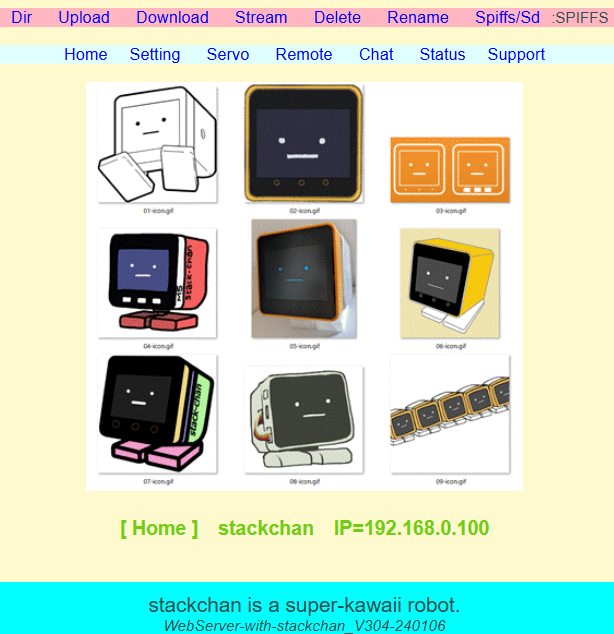 Dir Upload Download Stream Delete Rename Spiffs/Sd :SPIFFS
Home Setting Servo Remote Chat Status Support
01-icon.gif 02-icon.gif 03-icon.gif
M5 stack-chan
04-icon.gif 05-icon.gif 06-icon.gif
stack-chan
07-icon.gif 08-icon.gif 09-icon.gif
[ Home ] stackchan IP=192.168.0.100
stackchan is a super-kawaii robot.
WebServer-with-stackchan_V304-240106